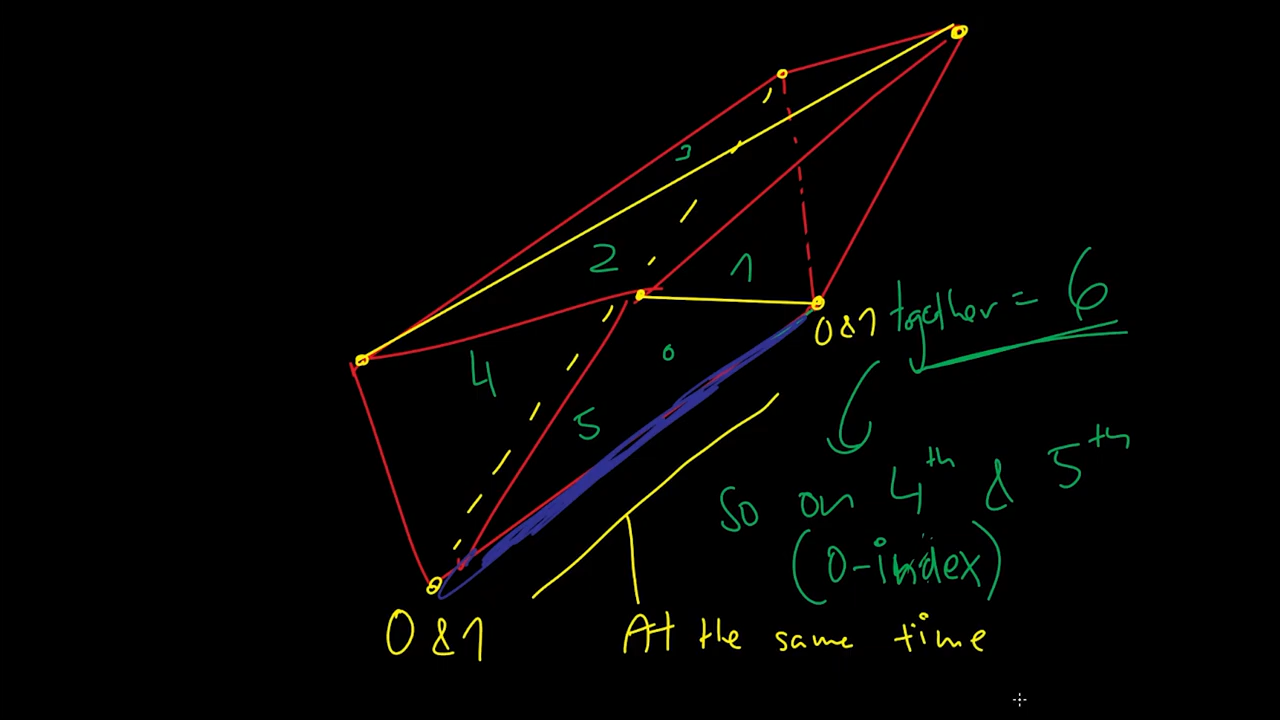 3
2
1
0
4
5
0&1 together = 6
So on 4th & 5th
(0-index)
0&1
At the same time